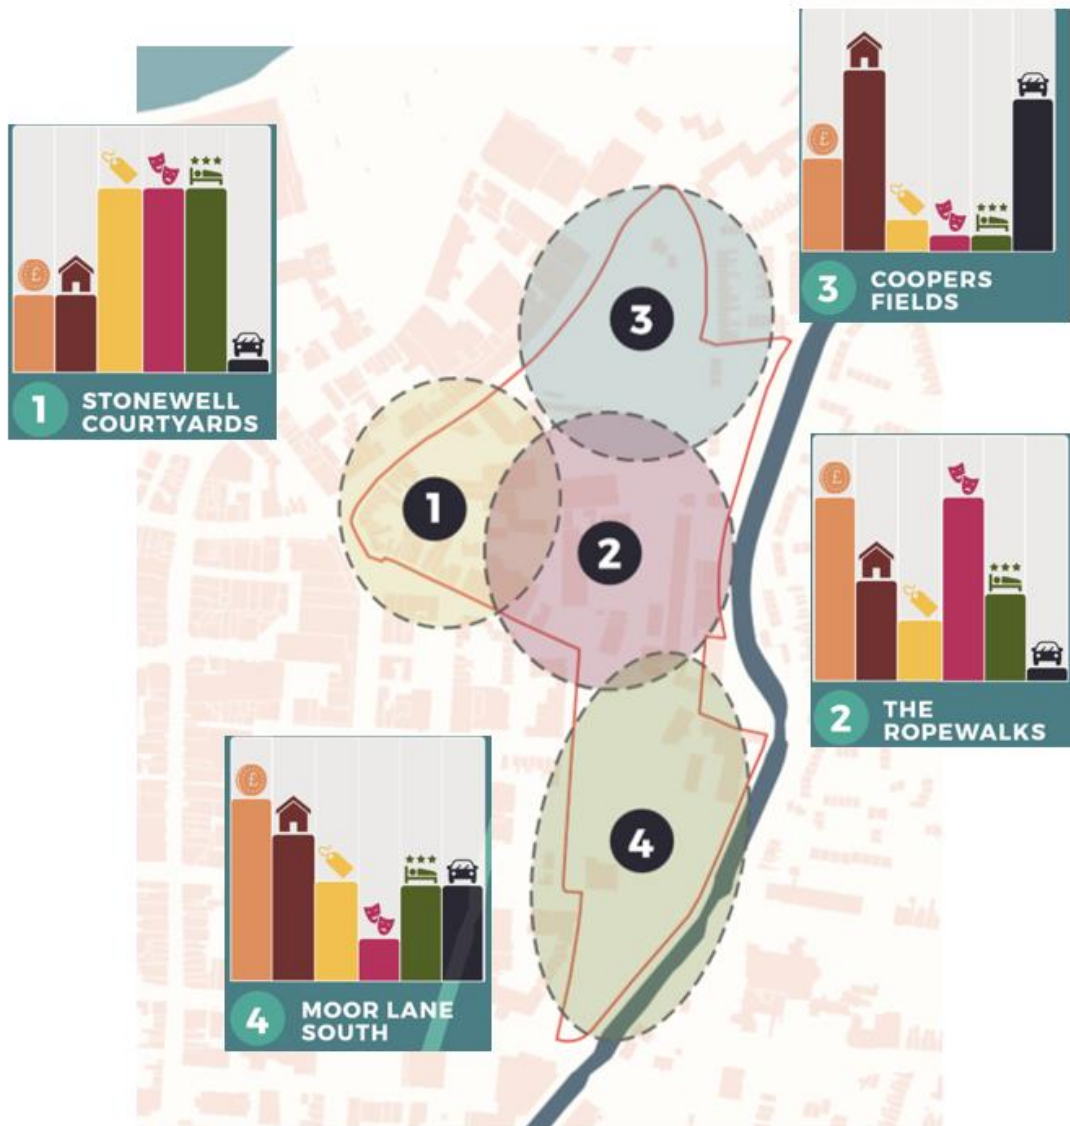 3
COOPERS
FIELDS
1
STONEWELL
COURTYARDS
3
1
2
4
2
THE
ROPEWALKS
4
MOOR LANE
SOUTH
£
£
£
£